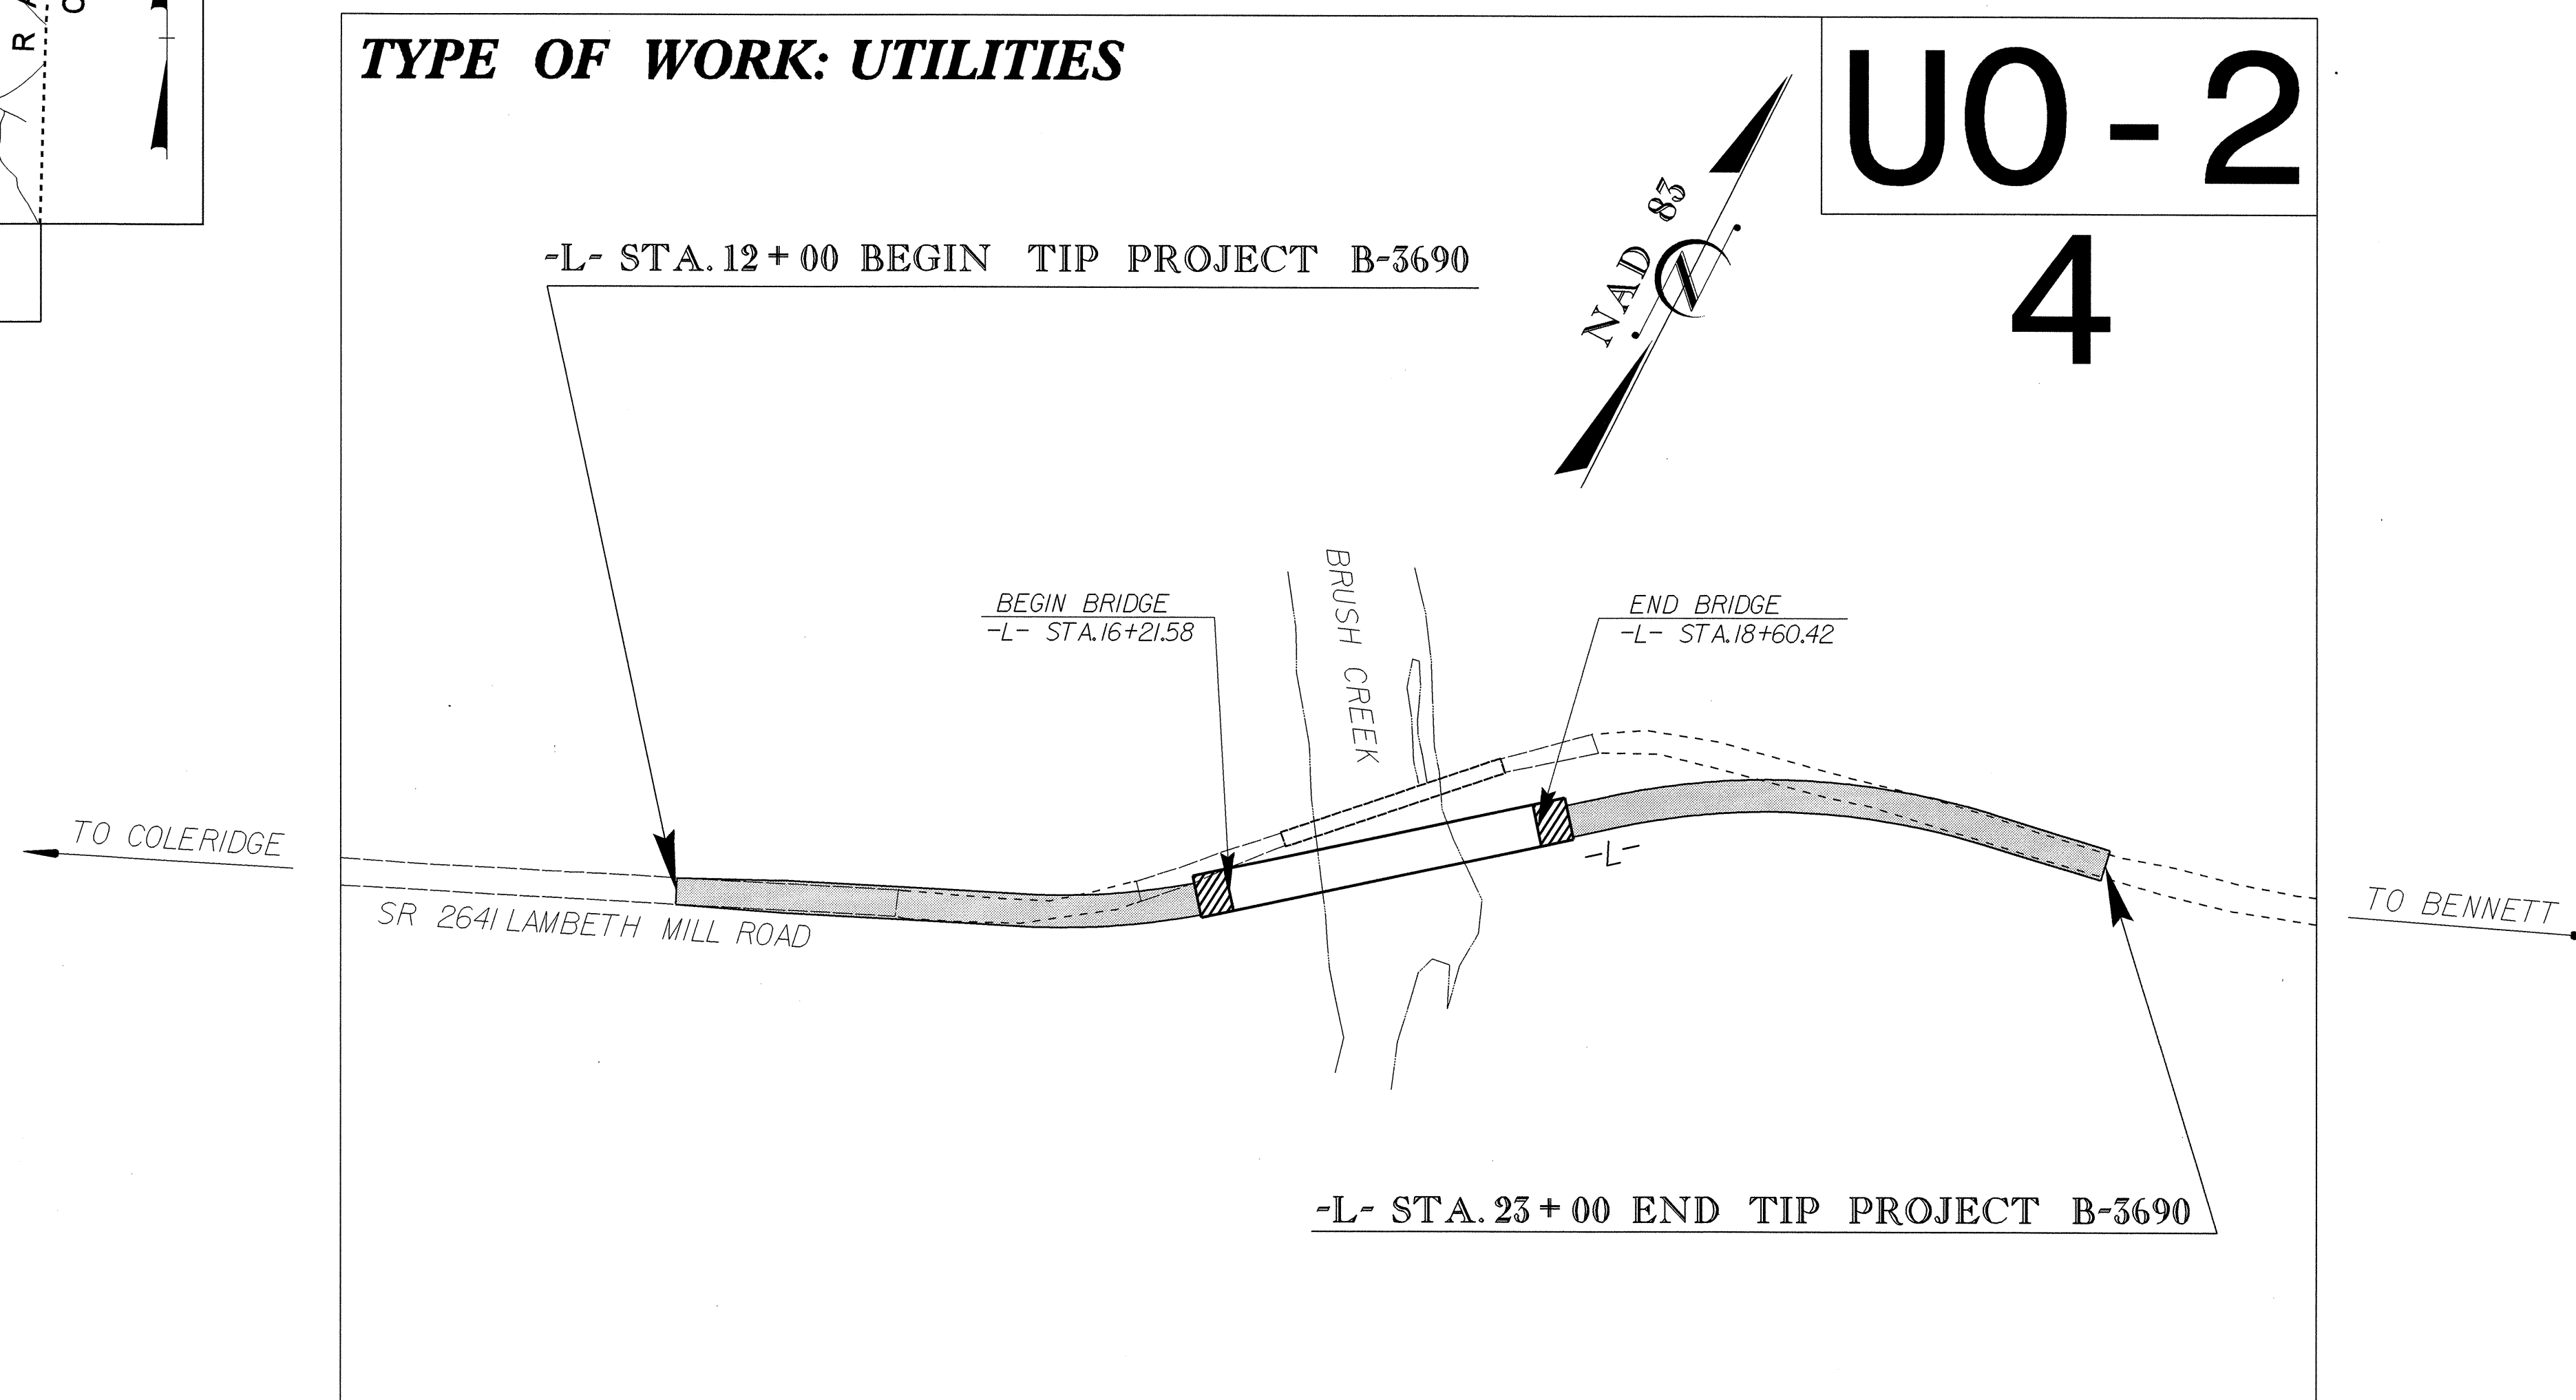 TYPE OF WORK: UTILITIES
UO-2
4
NAD 83
N
-L- STA. 12+00 BEGIN TIP PROJECT B-3690
BEGIN BRIDGE
-L- STA.16+21.58
BRUSH CREEK
END BRIDGE
-L- STA.18+60.42
TO COLERIDGE
SR 2641 LAMBETH MILL ROAD
-L-
TO BENNETT
-L- STA. 23+00 END TIP PROJECT B-3690
R